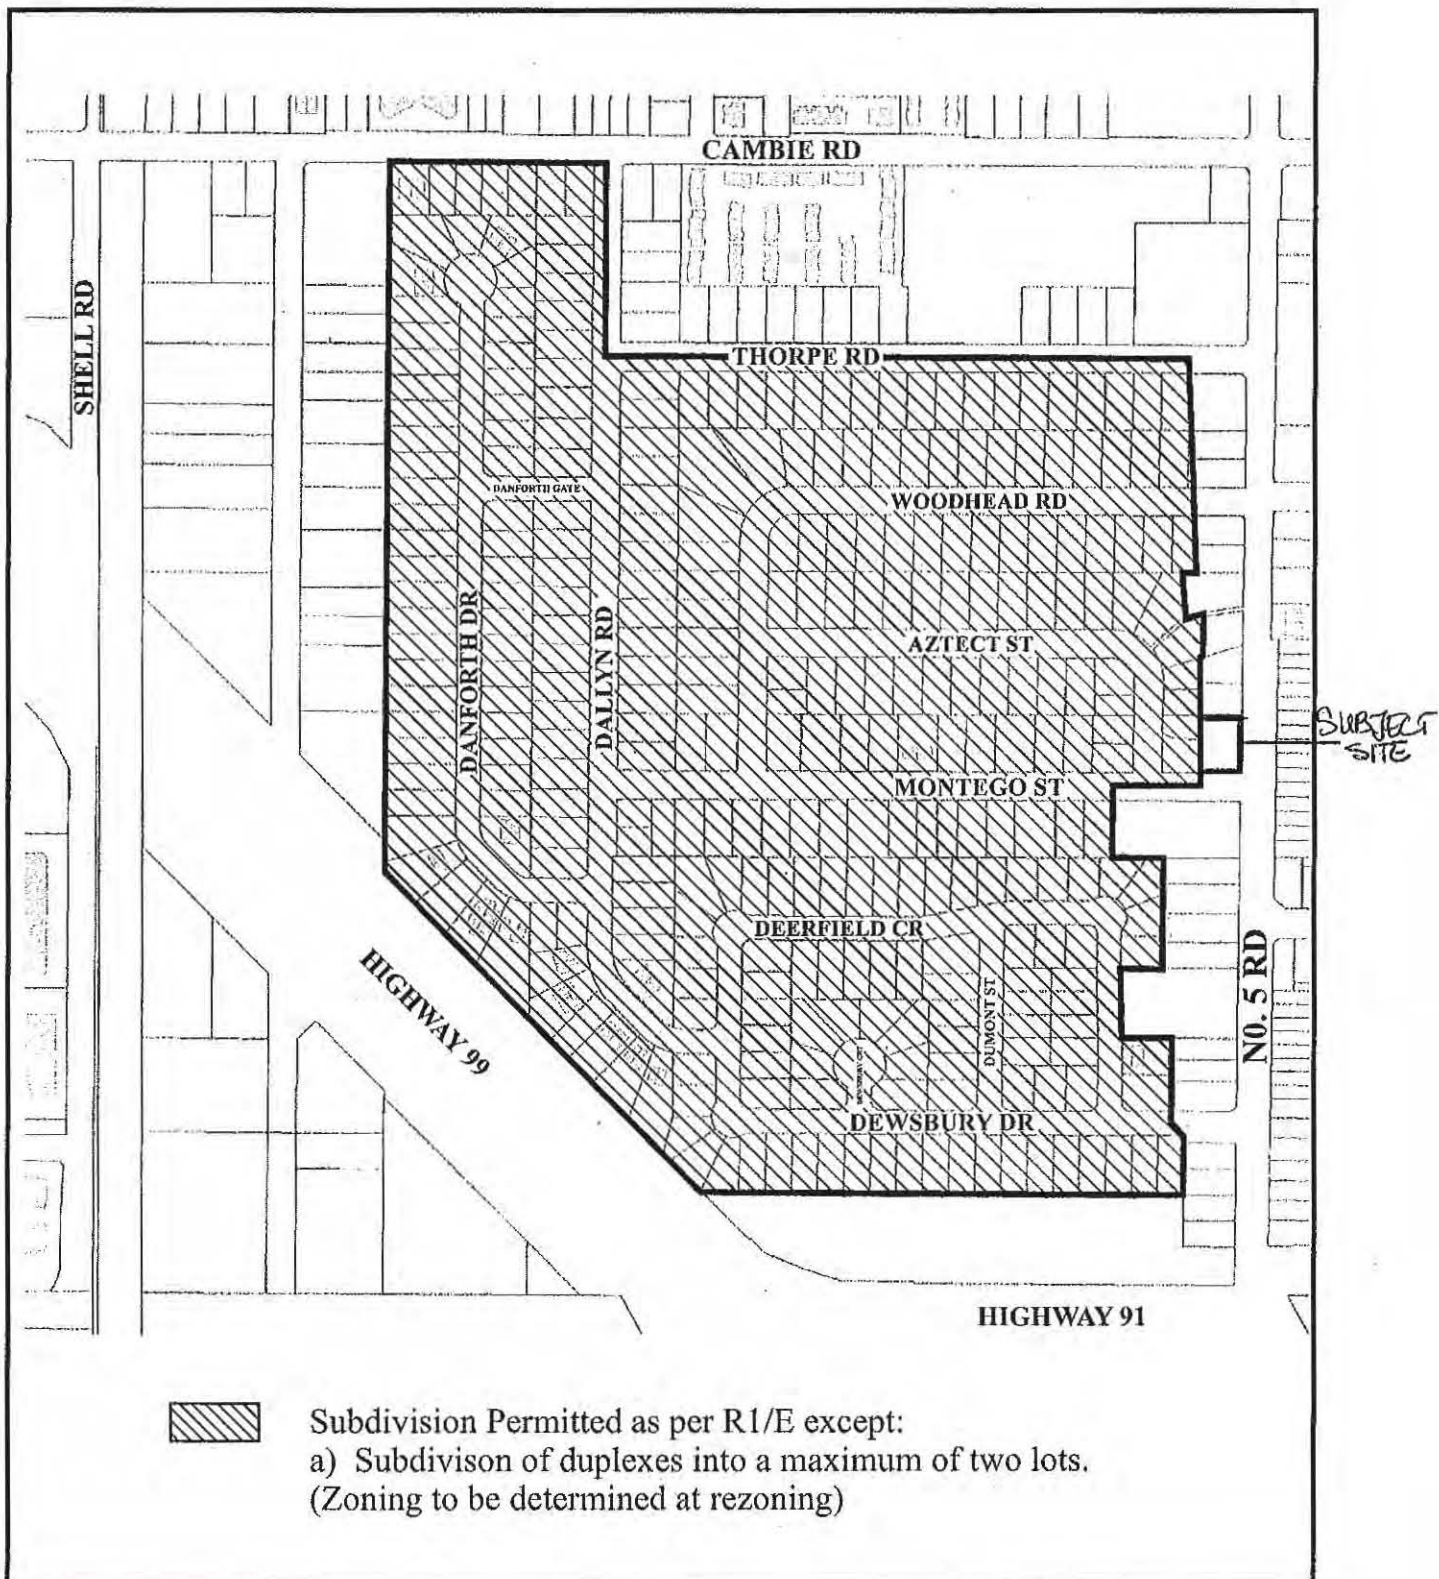 CAMBIE RD
SHELL RD
THORPE RD
DANFORTH GATE
WOODHEAD RD
DANFORTH DR
DALLYN RD
AZTECT ST
SUBJECT
SITE
MONTEGO ST
DEERFIELD CR
HIGHWAY 99
DUMONT ST
NO. 5 RD
DEWSBURY DR
HIGHWAY 91
Subdivision Permitted as per R1/E except:
a) Subdivison of duplexes into a maximum of two lots.
(Zoning to be determined at rezoning)